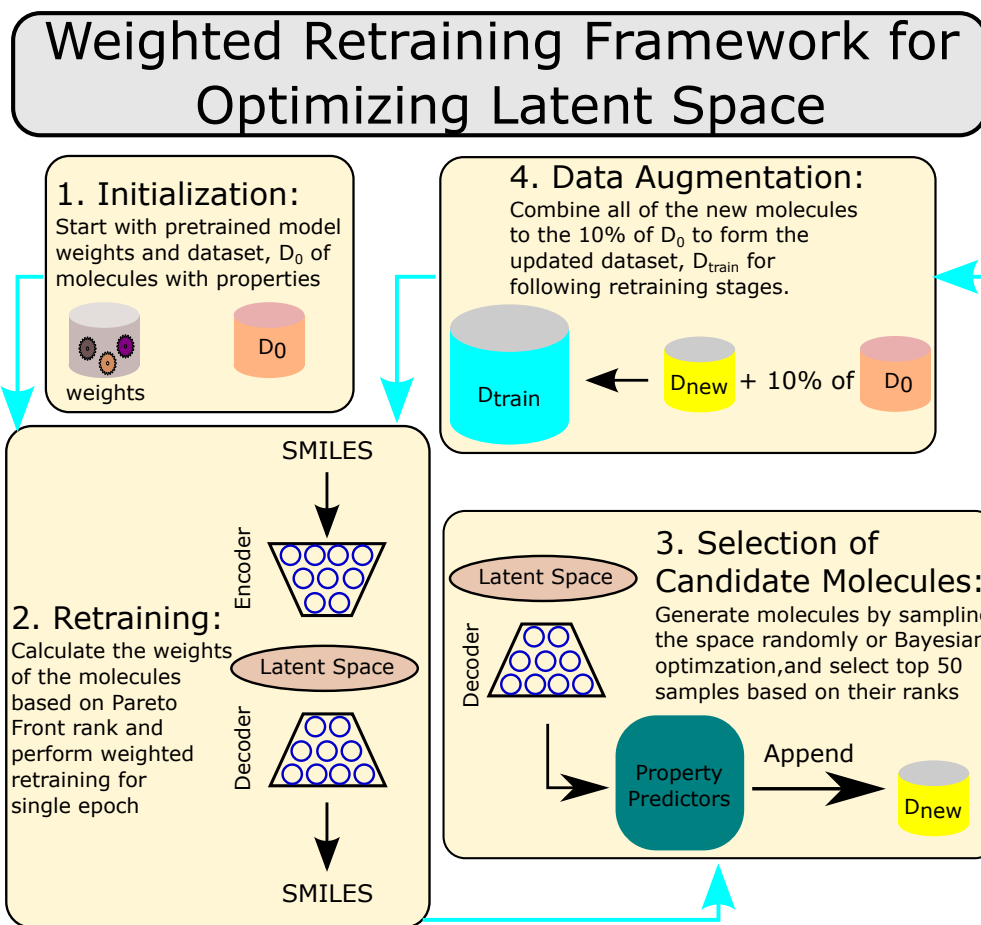 Weighted Retraining Framework for
Optimizing Latent Space
1. Initialization:
Start with pretrained model
weights and dataset, D₀ of
molecules with properties
weights
D0
4. Data Augmentation:
Combine all of the new molecules
to the 10% of D₀ to form the
updated dataset, Dtrain for
following retraining stages.
Dtrain
Dnew + 10% of D0
2. Retraining:
Calculate the weights
of the molecules
based on Pareto
Front rank and
perform weighted
retraining for
single epoch
SMILES
Encoder
Latent Space
Decoder
SMILES
3. Selection of
Candidate Molecules:
Generate molecules by sampling
the space randomly or Bayesian
optimzation,and select top 50
samples based on their ranks
Latent Space
Decoder
Property
Predictors
Append
Dnew